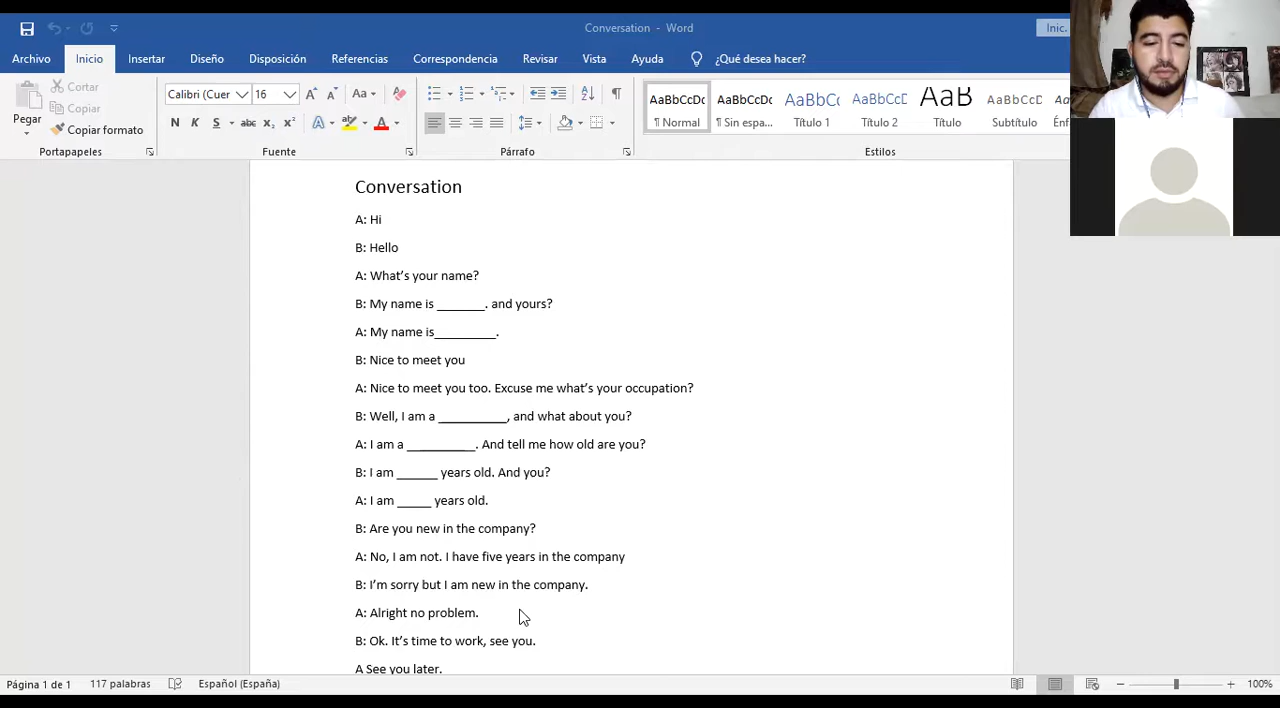 Conversation - Word
Inic.
Archivo Inicio Insertar Diseño Disposición Referencias Correspondencia Revisar Vista Ayuda ¿Qué desea hacer?
Pegar
Cortar
Copiar
Copiar formato
Portapapeles
Calibri (Cuer 16
Aa
N K S abc x₂ x²
A A
Fuente
Párrafo
AaBbCcDc AaBbCcDc AaBbCc AaBbCcD AaB AaBbCcD
¶ Normal ¶ Sin espa... Título 1 Título 2 Título Subtítulo
Estilos
Conversation
A: Hi
B: Hello
A: What's your name?
B: My name is _______. and yours?
A: My name is_________.
B: Nice to meet you
A: Nice to meet you too. Excuse me what's your occupation?
B: Well, I am a __________, and what about you?
A: I am a __________. And tell me how old are you?
B: I am ______ years old. And you?
A: I am _____ years old.
B: Are you new in the company?
A: No, I am not. I have five years in the company
B: I'm sorry but I am new in the company.
A: Alright no problem.
B: Ok. It's time to work, see you.
A See you later.
Página 1 de 1 117 palabras Español (España) 100%